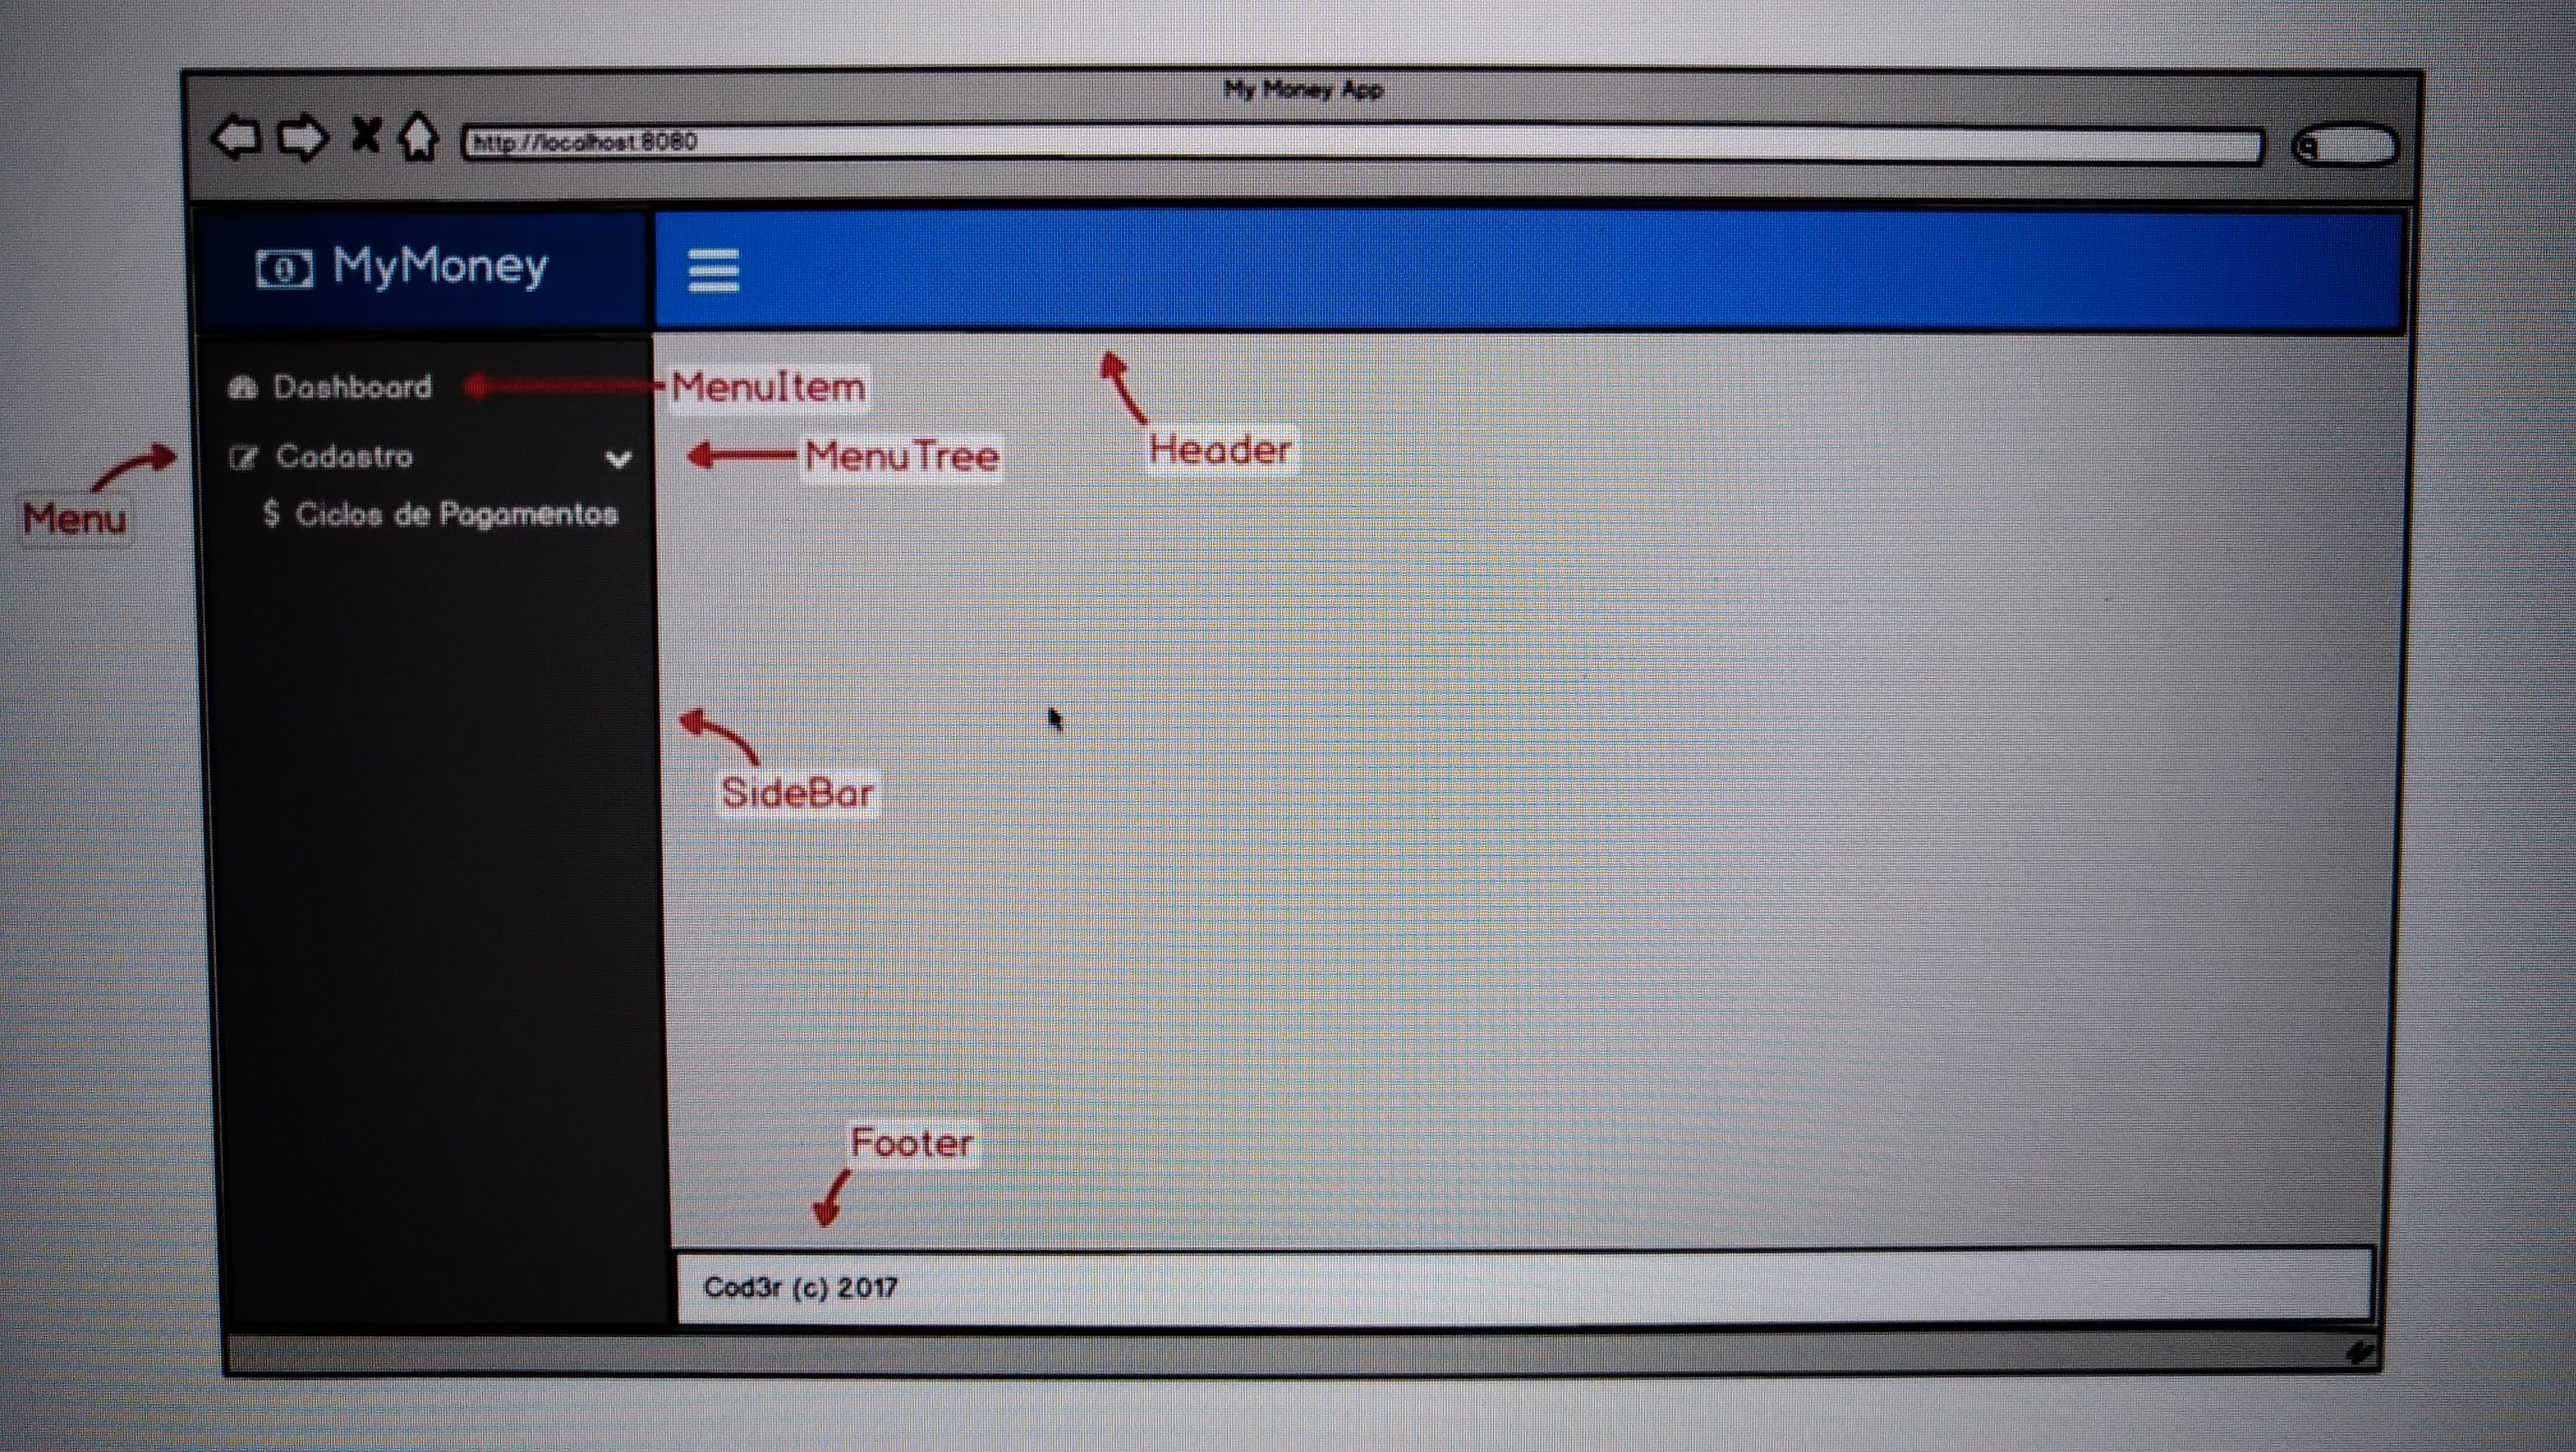 My Money App
http://localhost:8080
MyMoney
Dashboard
MenuItem
Cadastro
MenuTree
Header
Menu
$ Ciclos de Pagamentos
SideBar
Footer
Cod3r (c) 2017